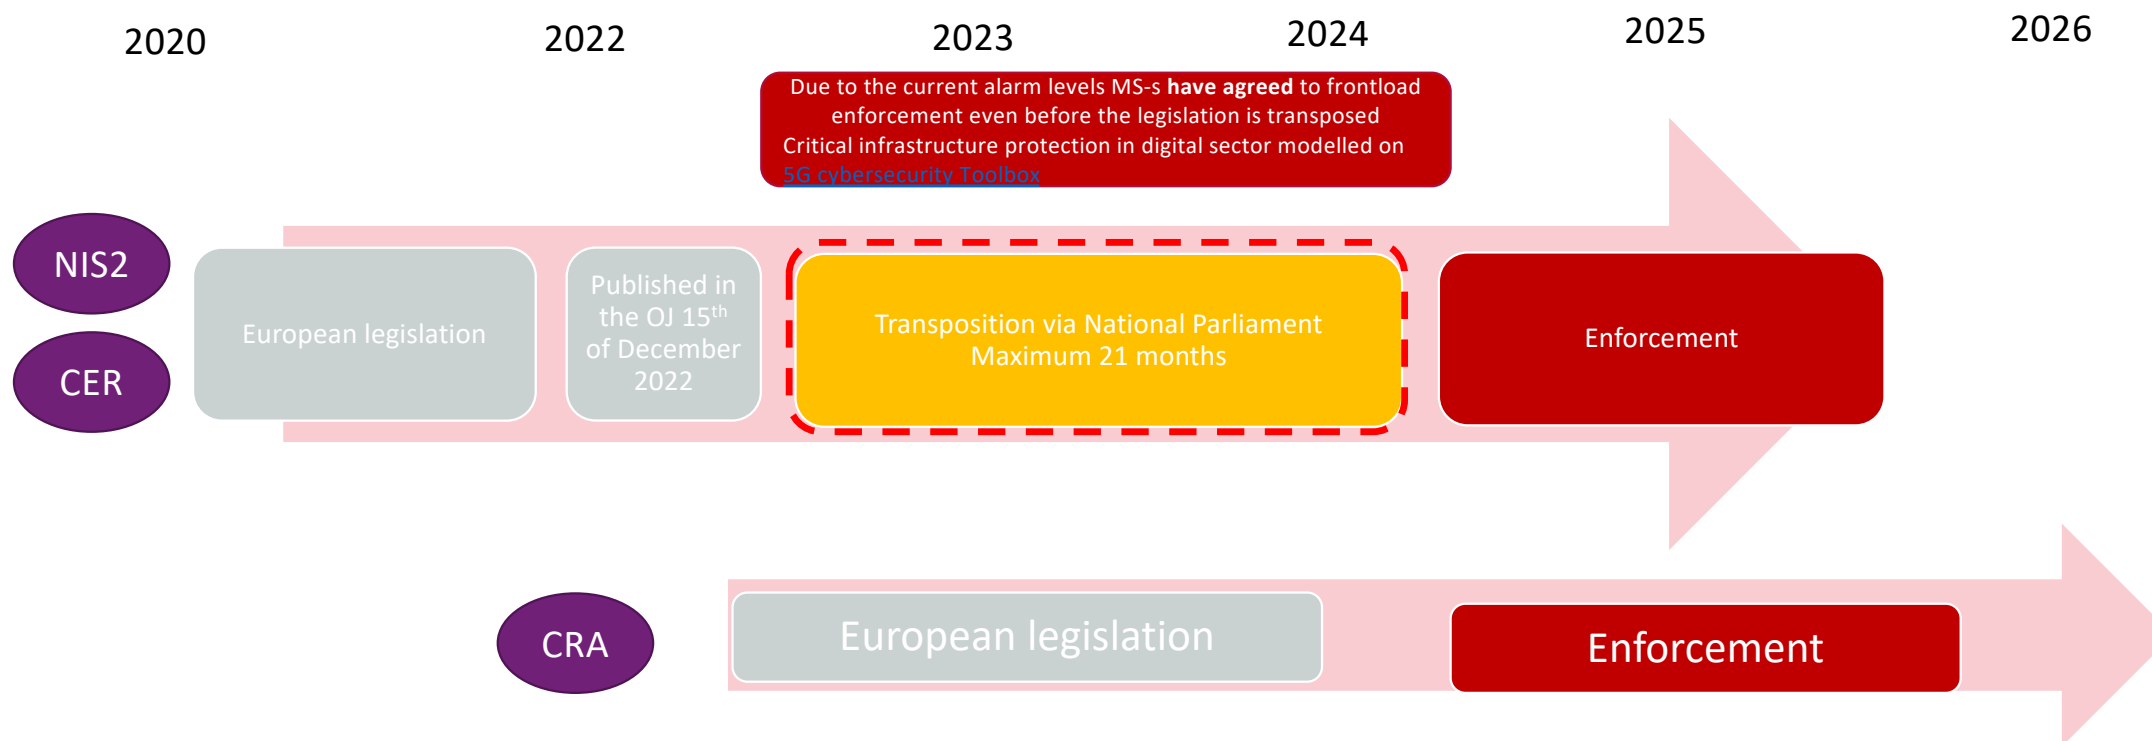 2020 2022 2023 2024 2025 2026
Due to the current alarm levels MS-s have agreed to frontload
enforcement even before the legislation is transposed
Critical infrastructure protection in digital sector modelled on
5G cybersecurity Toolbox
NIS2
CER
European legislation
Published in
the OJ 15th
of December
2022
Transposition via National Parliament
Maximum 21 months
Enforcement
CRA
European legislation
Enforcement